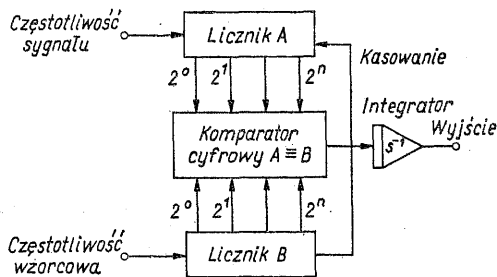 Częstotliwość
sygnału
Licznik A
Kasowanie
2⁰ 2¹ 2ⁿ
Komparator
cyfrowy A ≡ B
Integrator
Wyjście
s⁻¹
2⁰ 2¹ 2ⁿ
Częstotliwość
wzorcowa
Licznik B